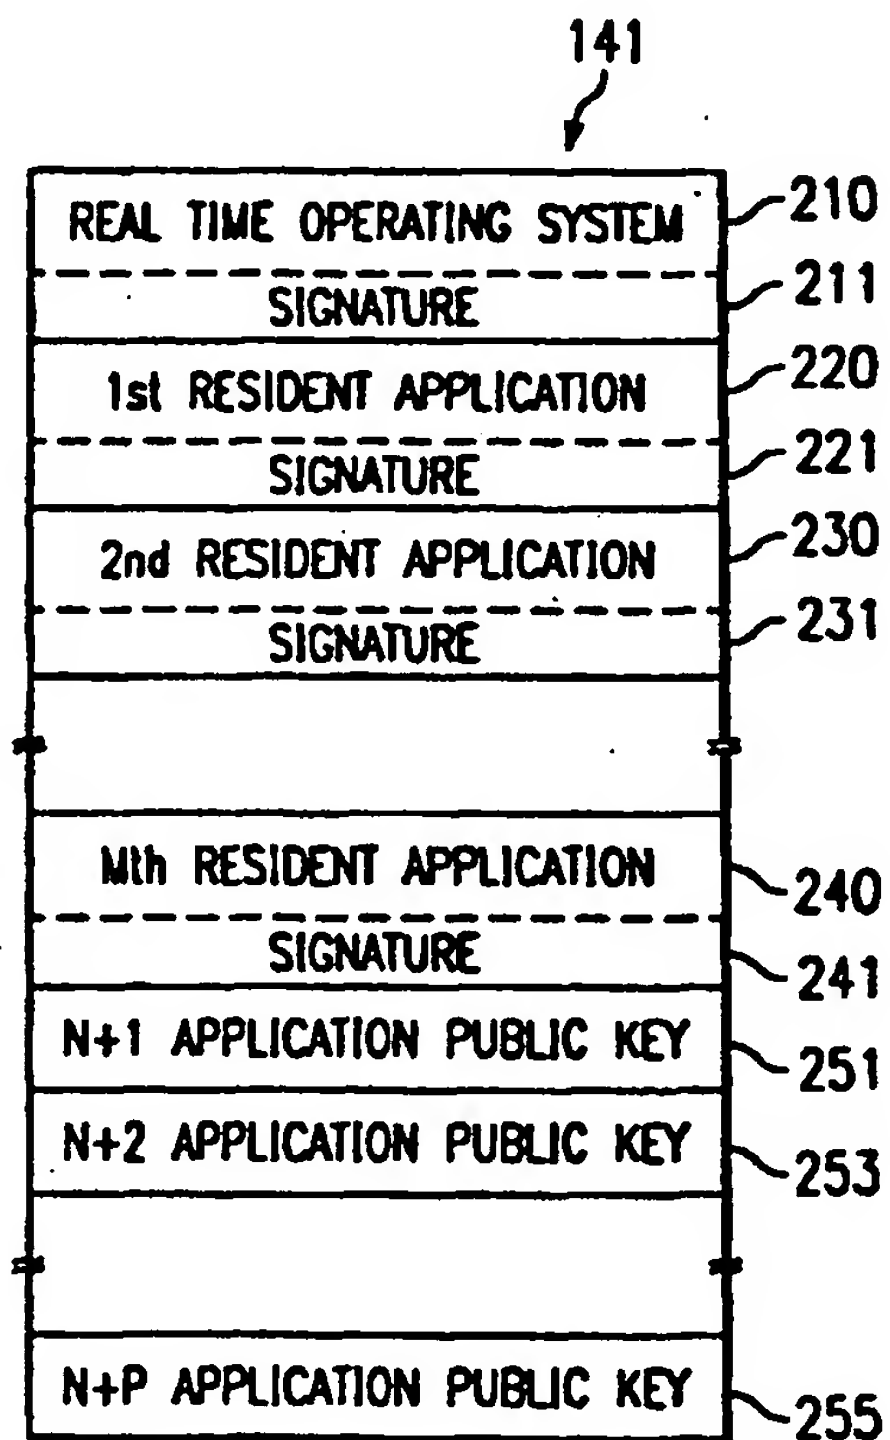 141
REAL TIME OPERATING SYSTEM 210
SIGNATURE 211
1st RESIDENT APPLICATION 220
SIGNATURE 221
2nd RESIDENT APPLICATION 230
SIGNATURE 231
Mth RESIDENT APPLICATION 240
SIGNATURE 241
N+1 APPLICATION PUBLIC KEY 251
N+2 APPLICATION PUBLIC KEY 253
N+P APPLICATION PUBLIC KEY 255